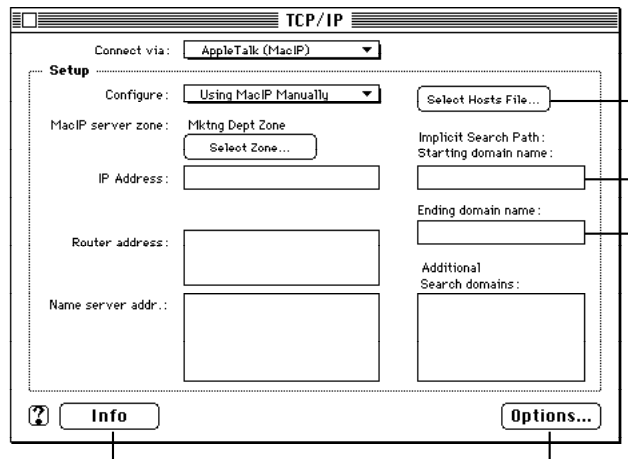 TCP/IP
Connect via: AppleTalk (MacIP)
Setup
Configure: Using MacIP Manually
Select Hosts File...
MacIP server zone: Mktng Dept Zone
Select Zone...
Implicit Search Path:
Starting domain name:
IP Address:
Ending domain name:
Router address:
Additional
Search domains:
Name server addr.:
?
Info
Options...